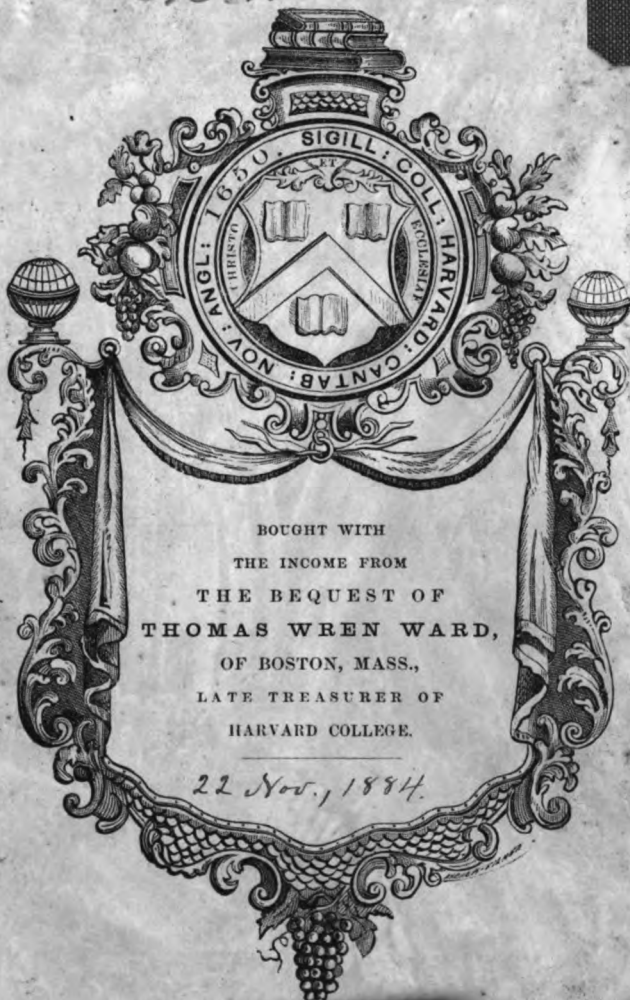 SIGILL: COLL: HARVARD: CANTAB: NOV: ANGL: 1650.
CHRISTO
ET
ECCLESIAE
BOUGHT WITH
THE INCOME FROM
THE BEQUEST OF
THOMAS WREN WARD,
OF BOSTON, MASS.,
LATE TREASURER OF
HARVARD COLLEGE.
22 Nov., 1884.